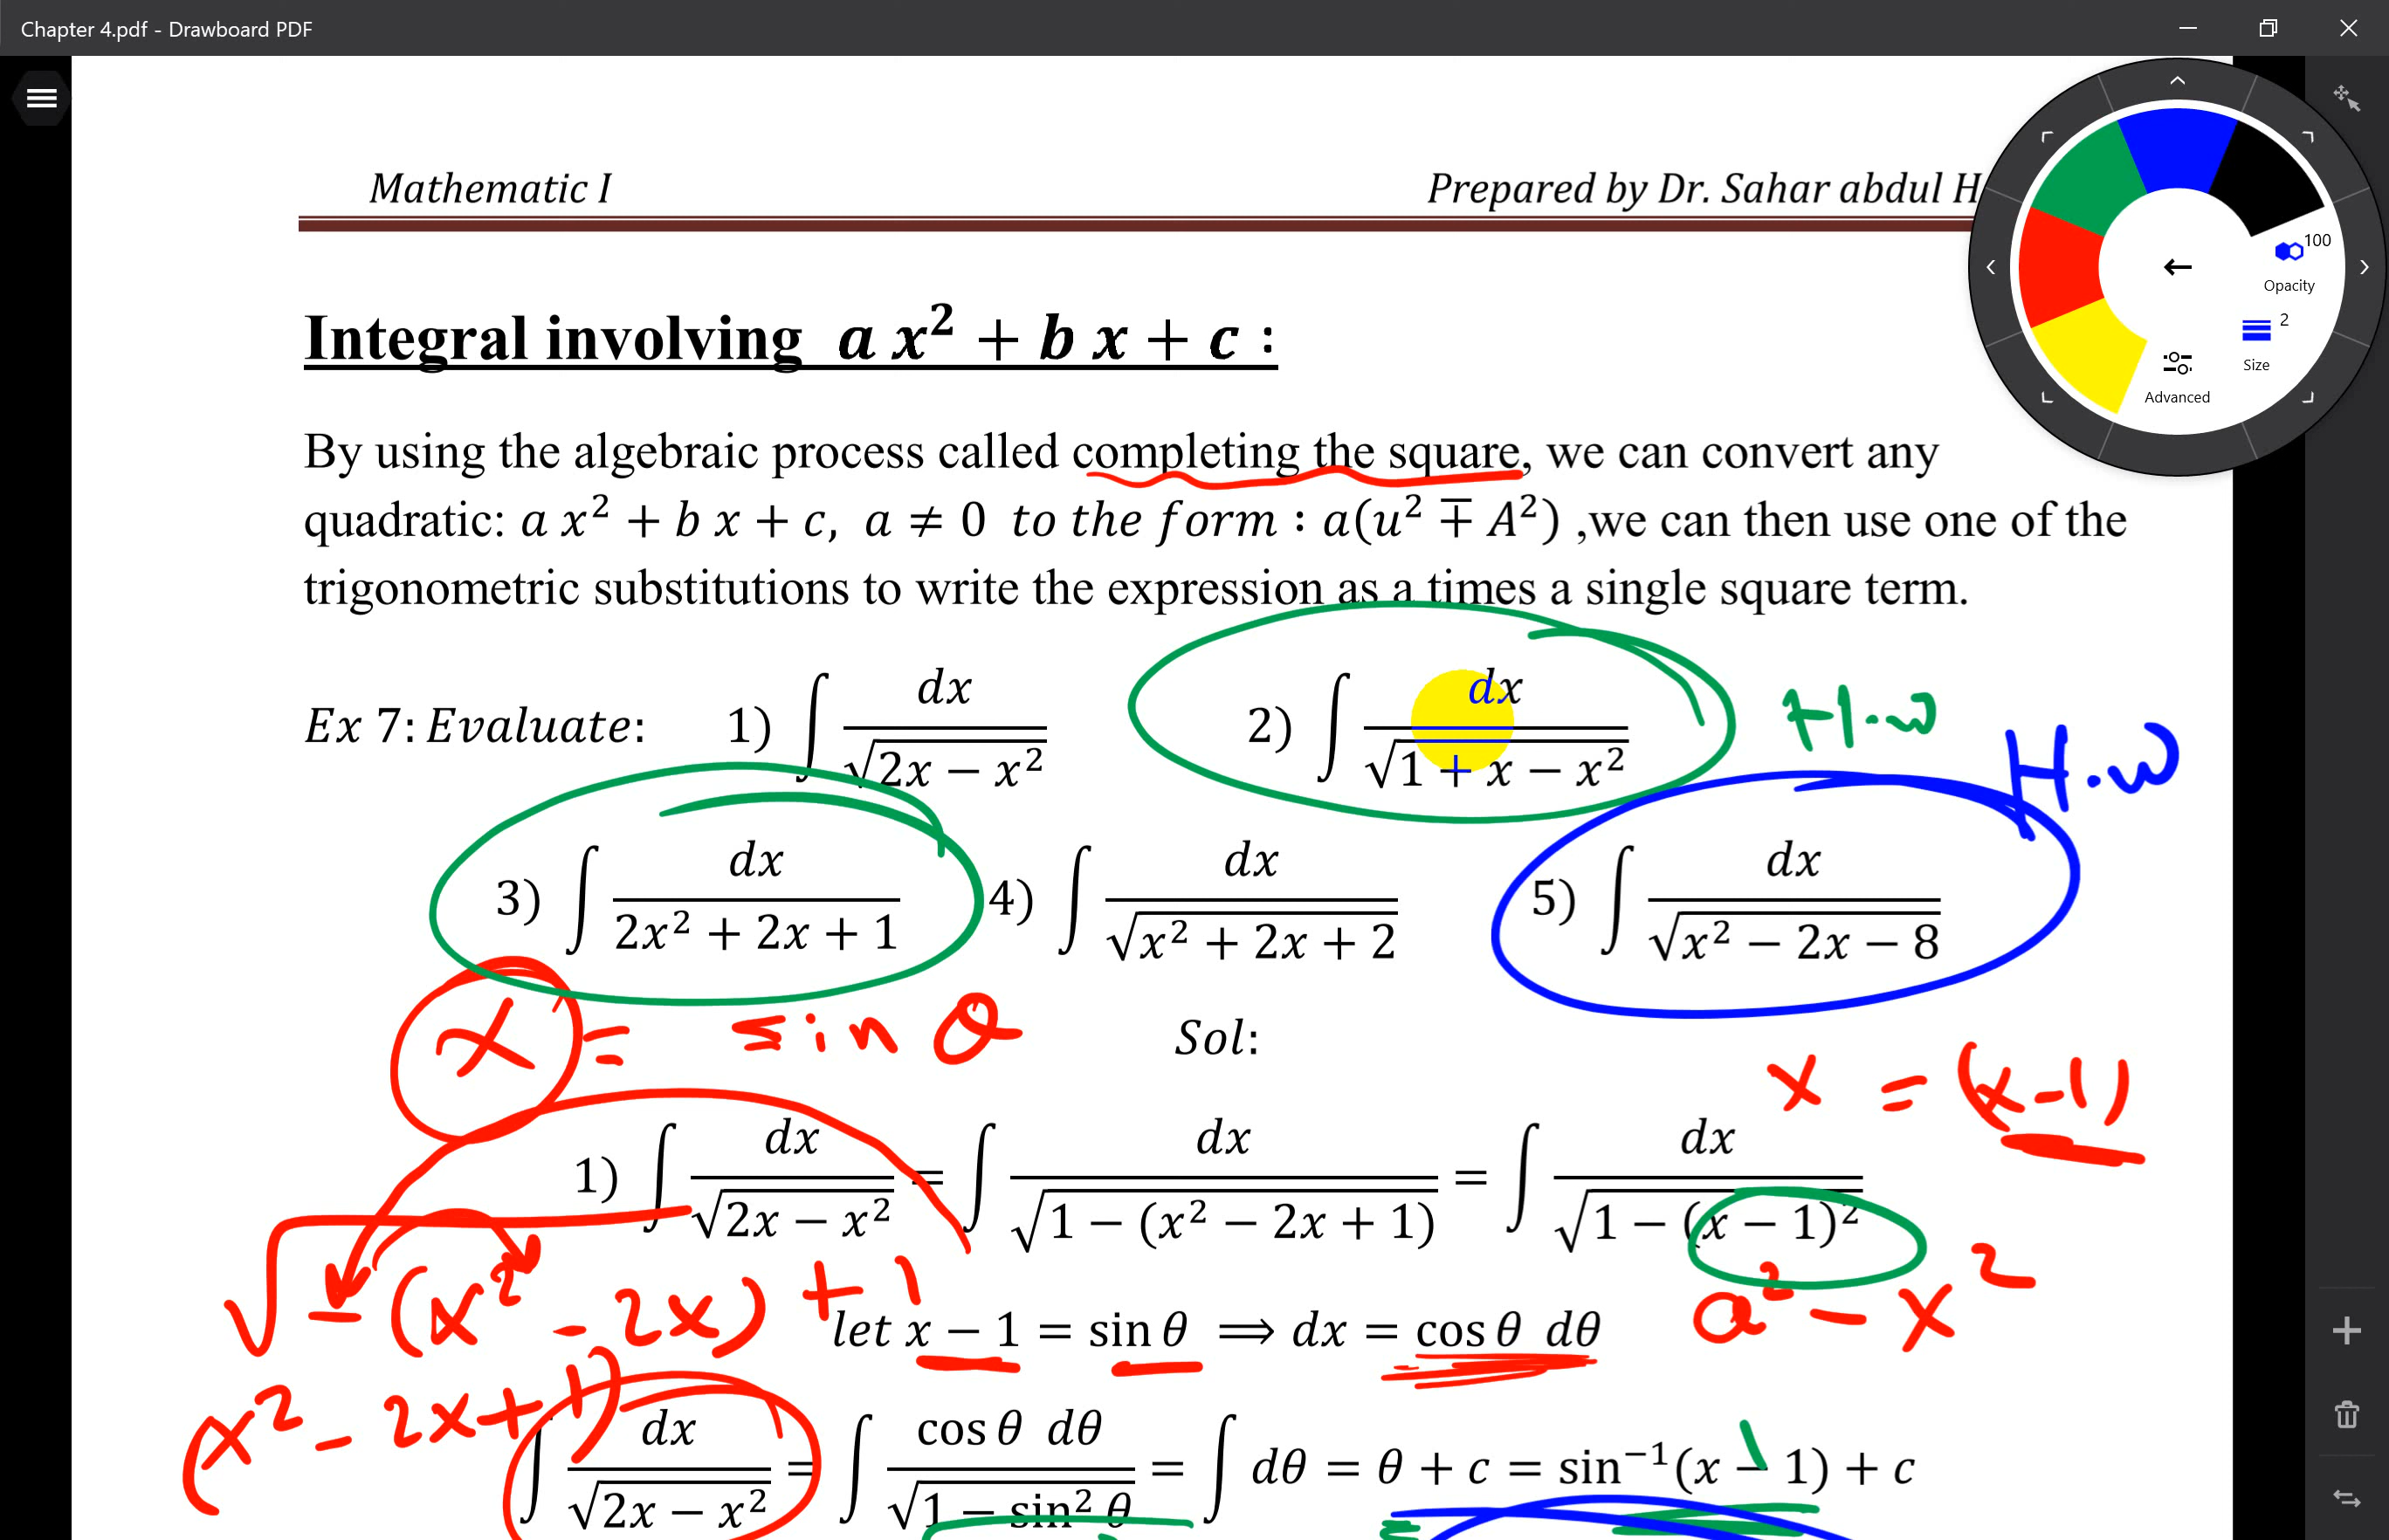 Chapter 4.pdf - Drawboard PDF
Mathematic I Prepared by Dr. Sahar abdul H
100
Opacity
2
Size
Advanced
Integral involving a x² + b x + c :
By using the algebraic process called completing the square, we can convert any
quadratic: a x² + b x + c, a ≠ 0 to the form : a(u² ∓ A²) ,we can then use one of the
trigonometric substitutions to write the expression as a times a single square term.
Ex 7: Evaluate: 1) ∫ dx / √(2x − x²) 2) ∫ dx / √(1 + x − x²) H.w
H.w
3) ∫ dx / (2x² + 2x + 1) 4) ∫ dx / √(x² + 2x + 2) 5) ∫ dx / √(x² − 2x − 8)
x = sin θ Sol: x = (x-1)
1) ∫ dx / √(2x − x²) = ∫ dx / √(1 − (x² − 2x + 1)) = ∫ dx / √(1 − (x − 1)²)
√ -(x² - 2x) + 1 a² - x²
let x − 1 = sin θ ⟹ dx = cos θ dθ
(x² - 2x + 1)
∫ dx / √(2x − x²) = ∫ cos θ dθ / √(1 − sin² θ) = ∫ dθ = θ + c = sin⁻¹(x − 1) + c